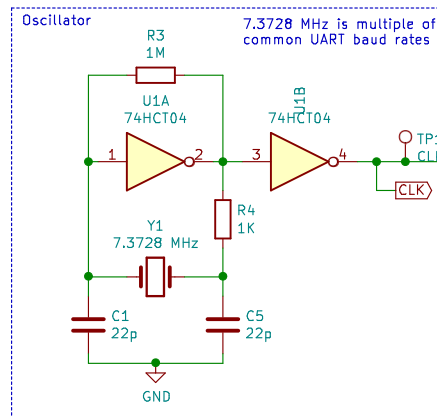 Oscillator
7.3728 MHz is multiple of
common UART baud rates
R3
1M
U1A
74HCT04
U1B
74HCT04
1
2
3
4
TP1
CLK
R4
1K
Y1
7.3728 MHz
C1
22p
C5
22p
GND